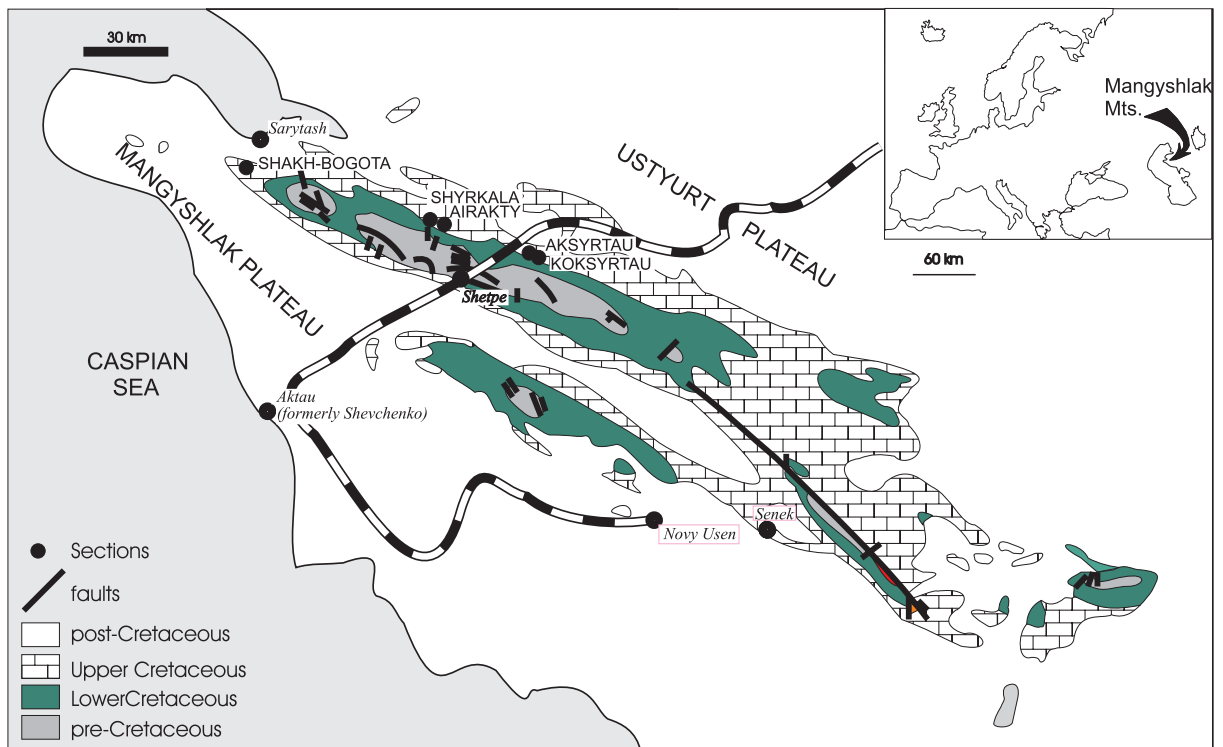 30 km
Sarytash
SHAKH-BOGOTA
MANGYSHLAK PLATEAU
SHYRKALA
AIRAKTY
USTYURT
PLATEAU
AKSYRTAU
KOKSYRTAU
Shetpe
Mangyshlak
Mts.
60 km
CASPIAN
SEA
Aktau
(formerly Shevchenko)
Novy Usen
Senek
Sections
faults
post-Cretaceous
Upper Cretaceous
LowerCretaceous
pre-Cretaceous